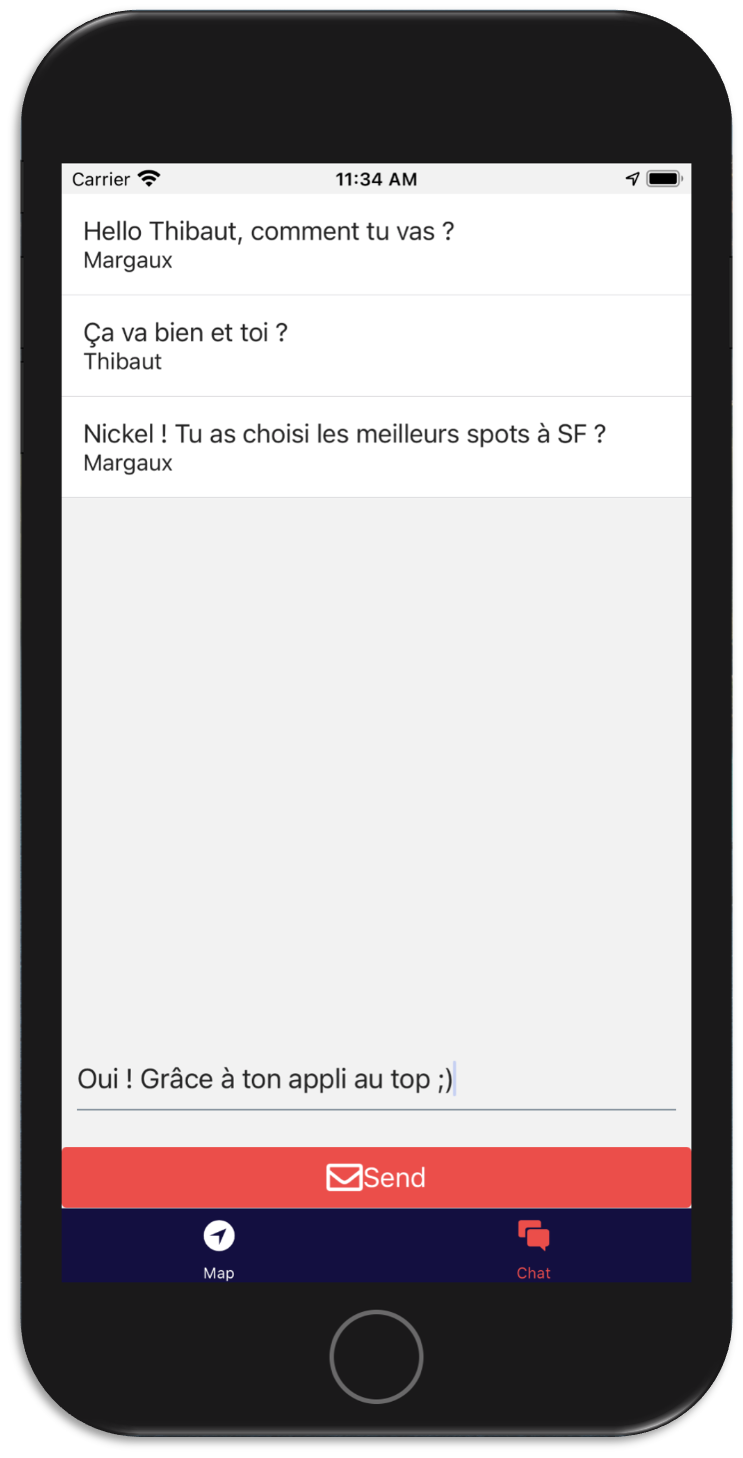 Carrier 11:34 AM
Hello Thibaut, comment tu vas ?
Margaux
Ça va bien et toi ?
Thibaut
Nickel ! Tu as choisi les meilleurs spots à SF ?
Margaux
Oui ! Grâce à ton appli au top ;)
Send
Map Chat